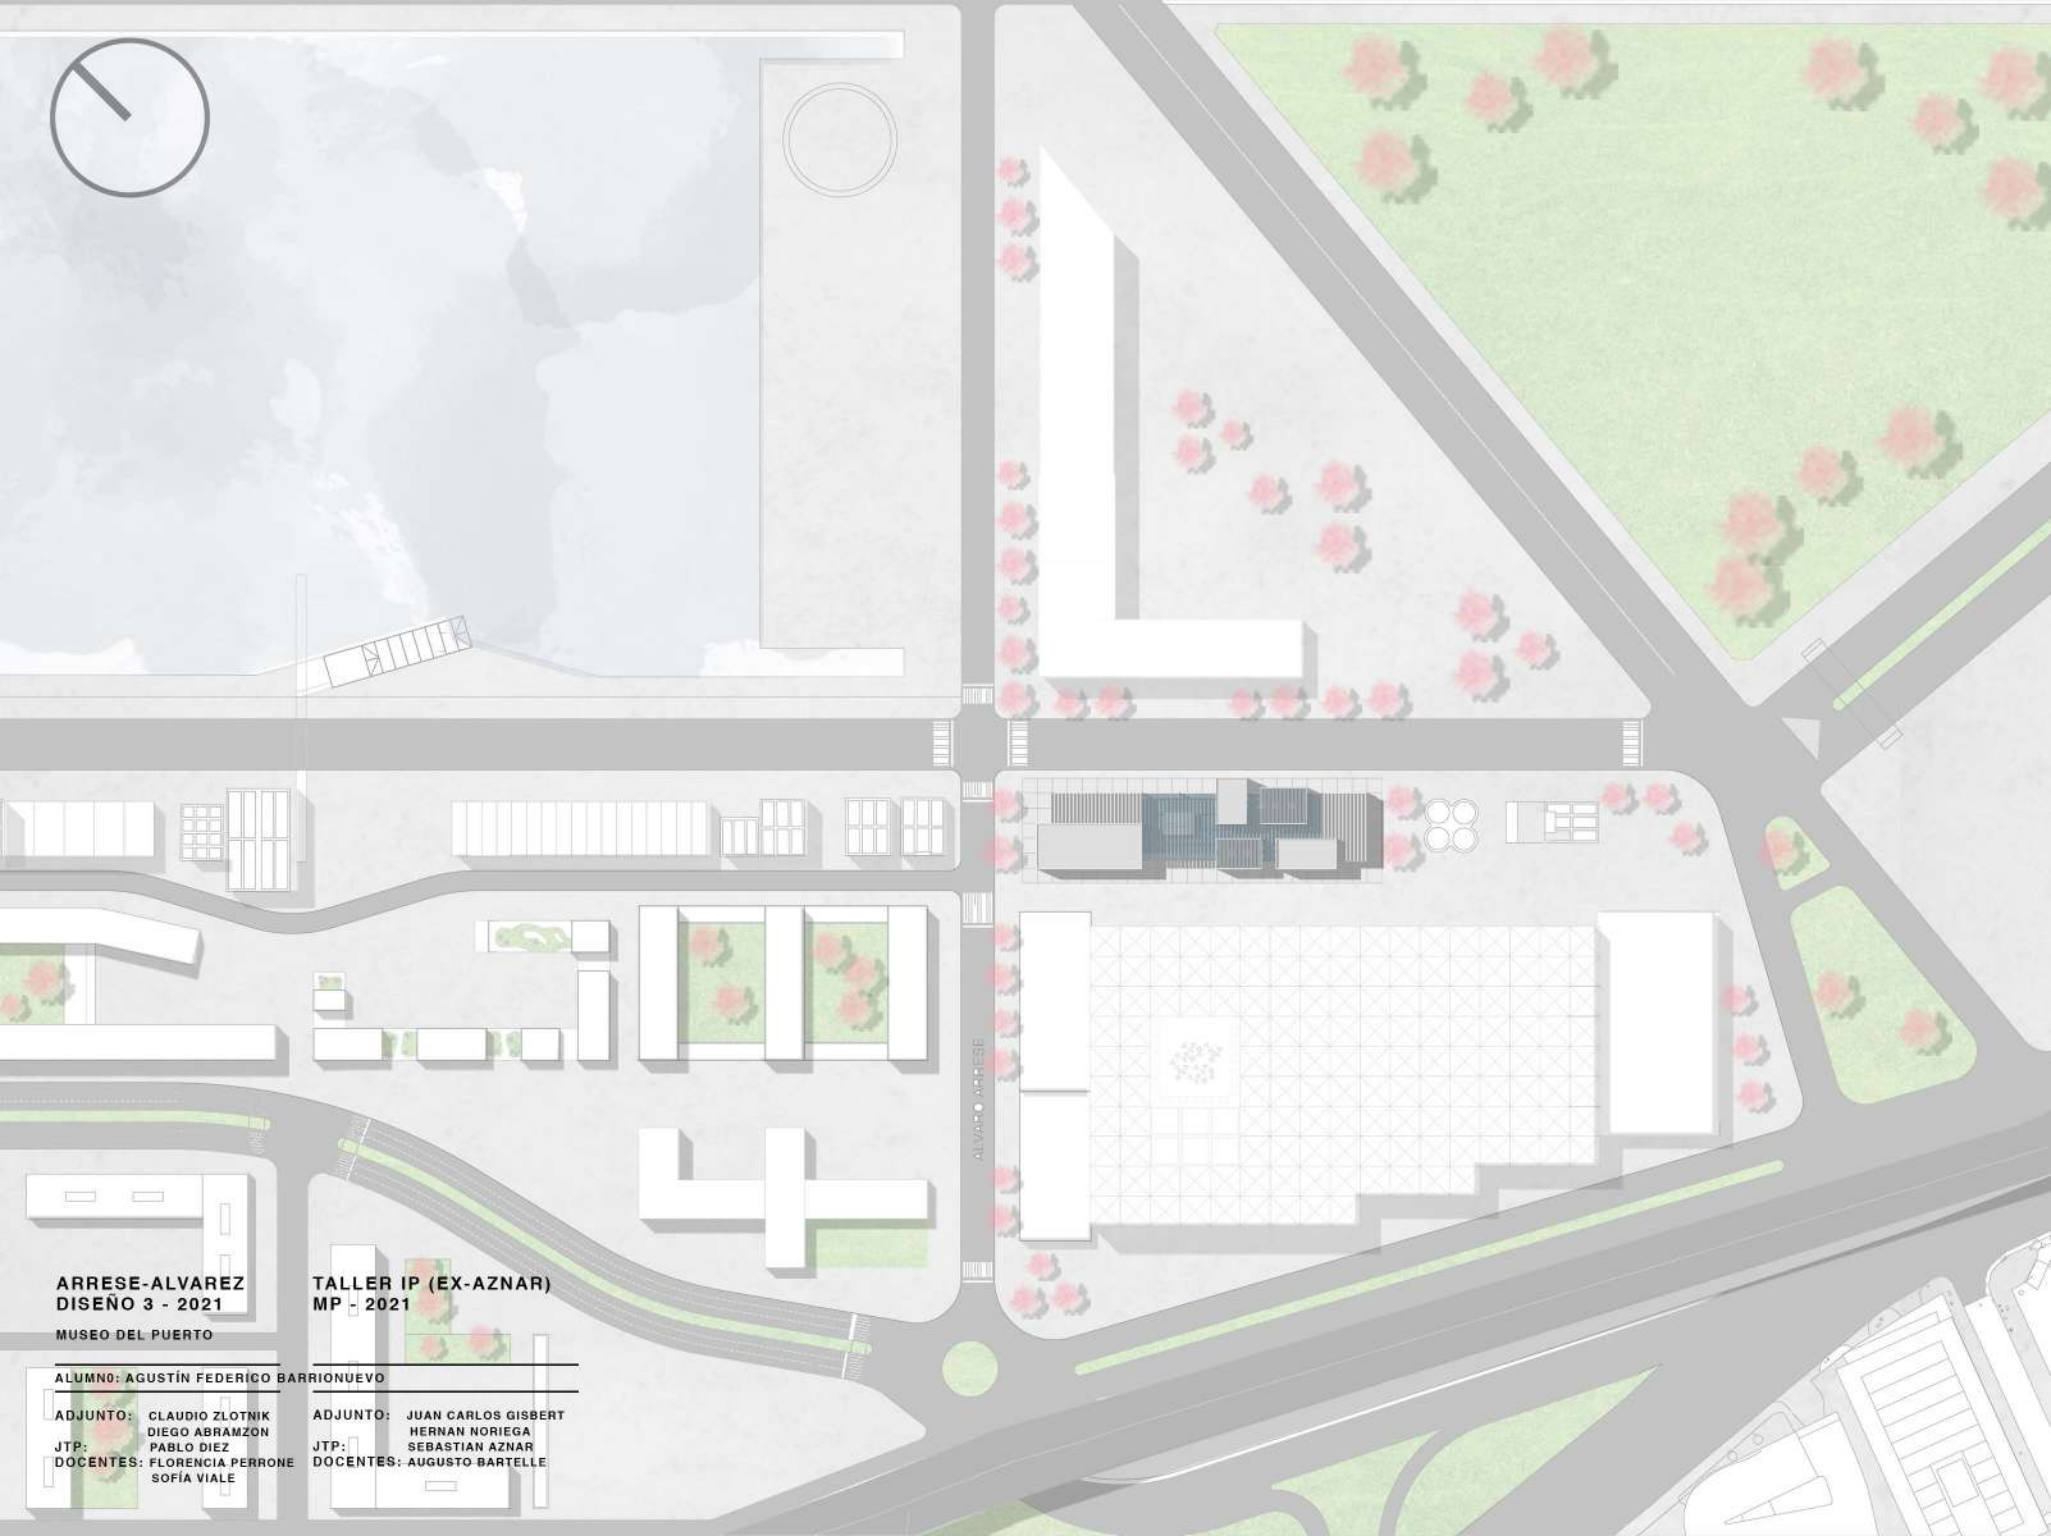 ALVARO ARRESE
ARRESE-ALVAREZ
DISEÑO 3 - 2021
MUSEO DEL PUERTO
TALLER IP (EX-AZNAR)
MP - 2021
ALUMN0: AGUSTÍN FEDERICO BARRIONUEVO
ADJUNTO: CLAUDIO ZLOTNIK
DIEGO ABRAMZON
JTP: PABLO DIEZ
DOCENTES: FLORENCIA PERRONE
SOFÍA VIALE
ADJUNTO: JUAN CARLOS GISBERT
HERNAN NORIEGA
JTP: SEBASTIAN AZNAR
DOCENTES: AUGUSTO BARTELLE